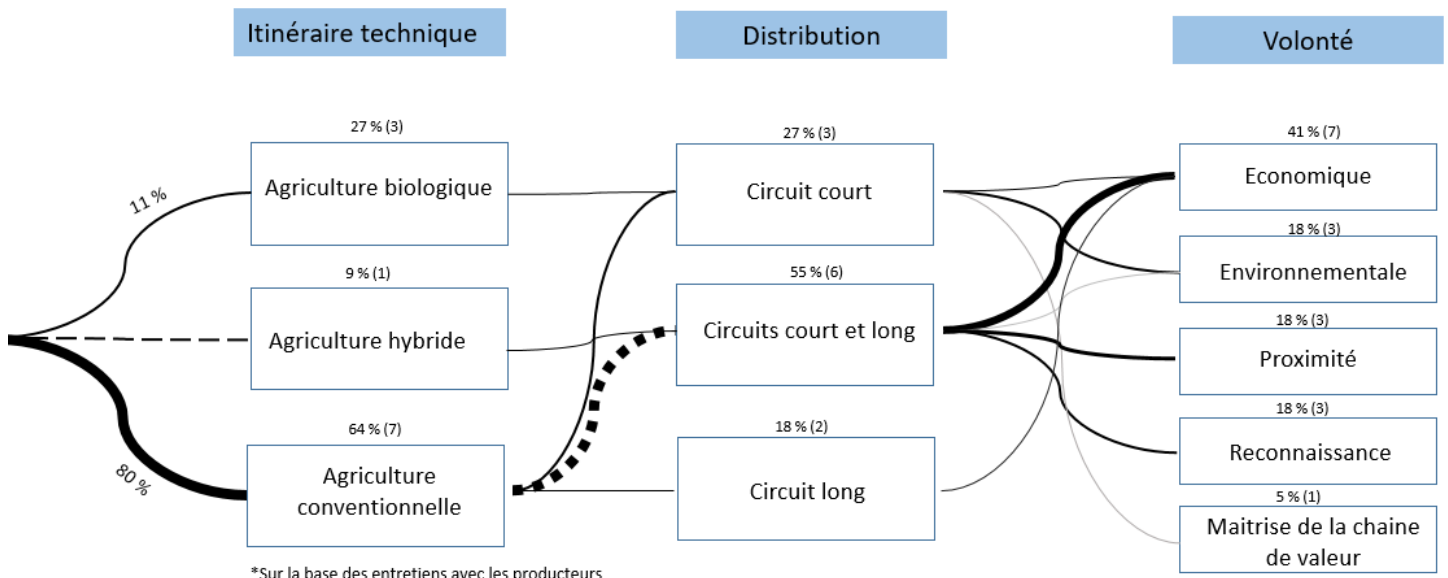 Itinéraire technique
Distribution
Volonté
27 % (3)
Agriculture biologique
11 %
9 % (1)
Agriculture hybride
64 % (7)
Agriculture
conventionnelle
80 %
27 % (3)
Circuit court
55 % (6)
Circuits court et long
18 % (2)
Circuit long
41 % (7)
Economique
18 % (3)
Environnementale
18 % (3)
Proximité
18 % (3)
Reconnaissance
5 % (1)
Maitrise de la chaine
de valeur
*Sur la base des entretiens avec les producteurs